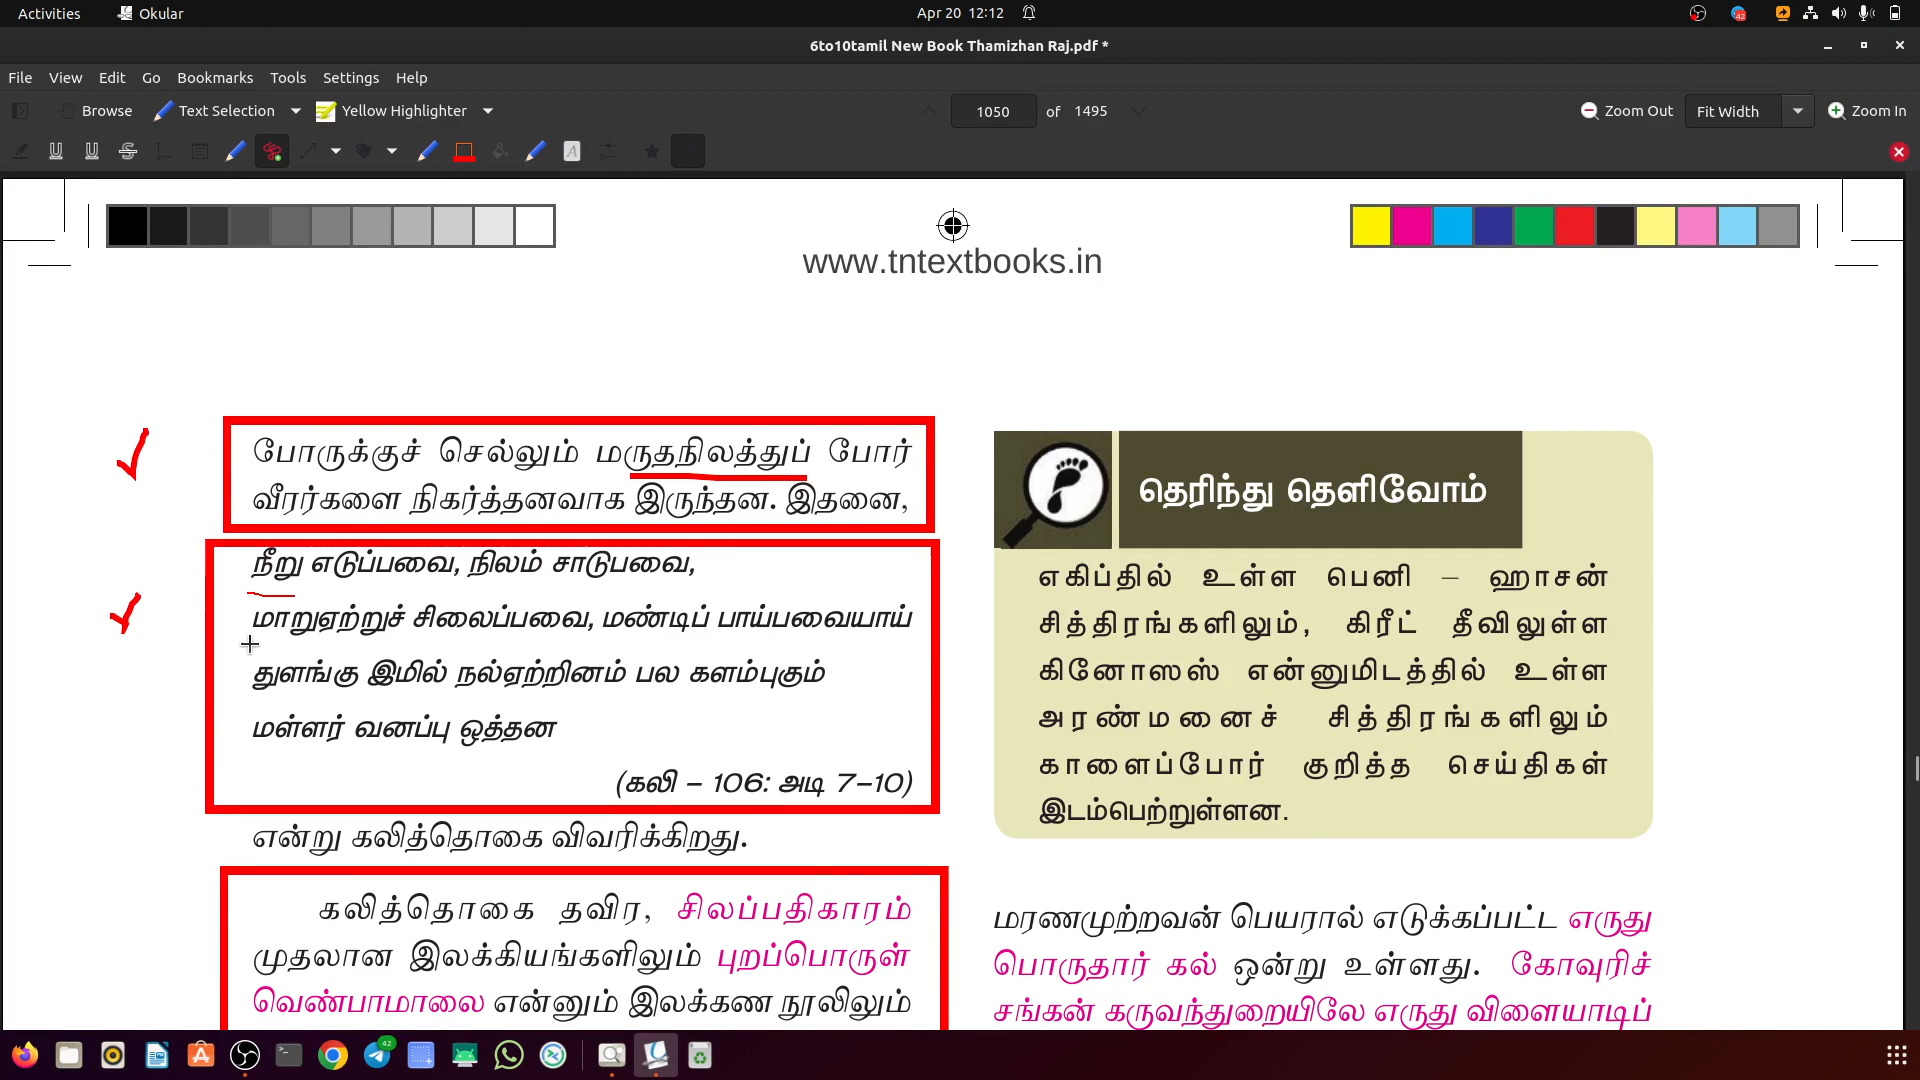 Activities
Okular
Apr 20 12:12
6to10tamil New Book Thamizhan Raj.pdf *
File View Edit Go Bookmarks Tools Settings Help
Browse Text Selection Yellow Highlighter 1050 of 1495 Zoom Out Fit Width Zoom In
www.tntextbooks.in
போருக்குச் செல்லும் மருதநிலத்துப் போர்
வீரர்களை நிகர்த்தனவாக இருந்தன. இதனை,
நீறு எடுப்பவை, நிலம் சாடுபவை,
மாறுஏற்றுச் சிலைப்பவை, மண்டிப் பாய்பவையாய்
துளங்கு இமில் நல்ஏற்றினம் பல களம்புகும்
மள்ளர் வனப்பு ஒத்தன
(கலி – 106: அடி 7-10)
என்று கலித்தொகை விவரிக்கிறது.
கலித்தொகை தவிர, சிலப்பதிகாரம்
முதலான இலக்கியங்களிலும் புறப்பொருள்
வெண்பாமாலை என்னும் இலக்கண நூலிலும்
தெரிந்து தெளிவோம்
எகிப்தில் உள்ள பெனி – ஹாசன்
சித்திரங்களிலும், கிரீட் தீவிலுள்ள
கினோஸஸ் என்னுமிடத்தில் உள்ள
அரண்மனைச் சித்திரங்களிலும்
காளைப்போர் குறித்த செய்திகள்
இடம்பெற்றுள்ளன.
மரணமுற்றவன் பெயரால் எடுக்கப்பட்ட எருது
பொருதார் கல் ஒன்று உள்ளது. கோவுரிச்
சங்கன் கருவந்துறையிலே எருது விளையாடிப்
42